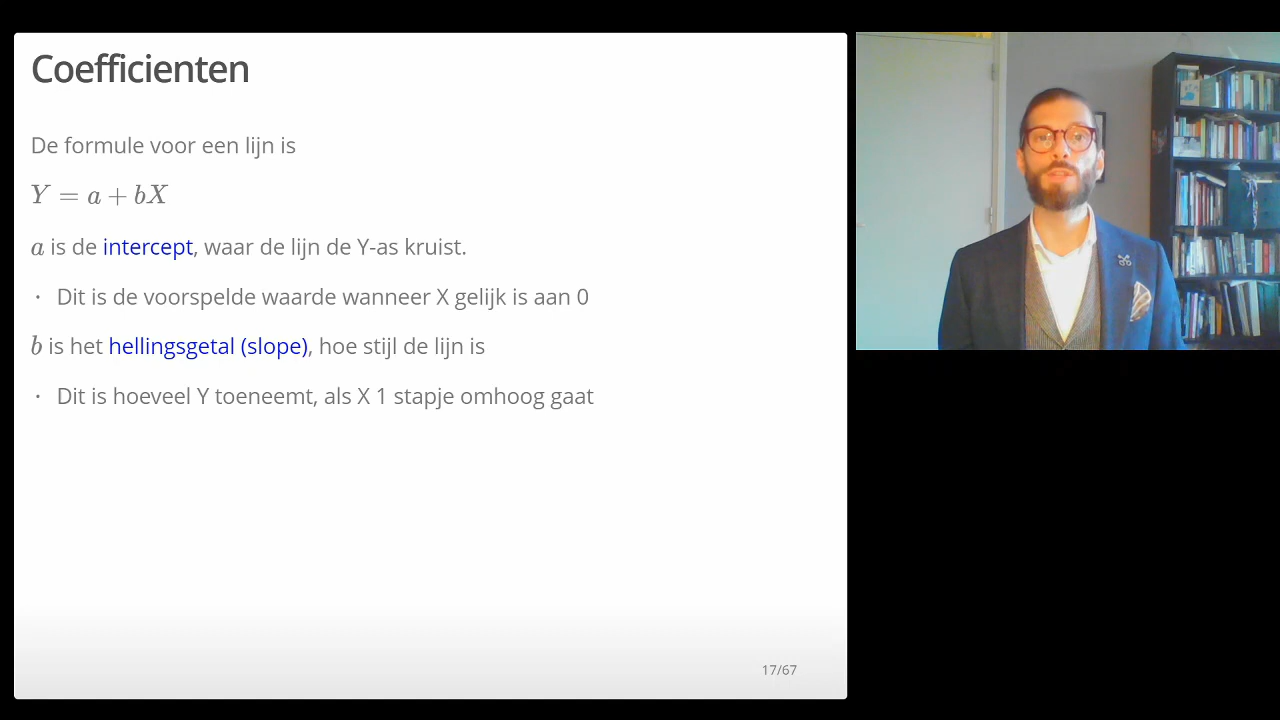 Coefficienten
De formule voor een lijn is
Y = a + bX
a is de intercept, waar de lijn de Y-as kruist.
· Dit is de voorspelde waarde wanneer X gelijk is aan 0
b is het hellingsgetal (slope), hoe stijl de lijn is
· Dit is hoeveel Y toeneemt, als X 1 stapje omhoog gaat
17/67